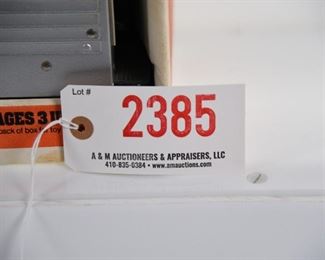 Lot #
AGES 3
back of box for toy
2385
A & M AUCTIONEERS & APPRAISERS, LLC
410-835-0384 • www.amauctions.com